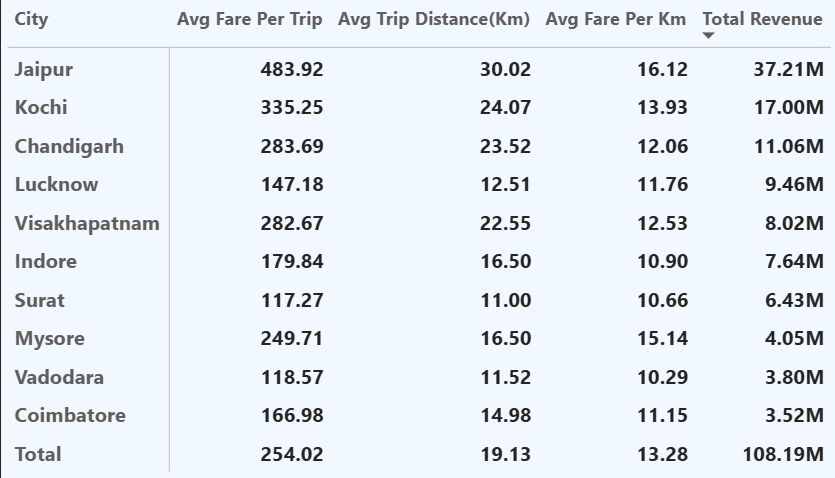 City Avg Fare Per Trip Avg Trip Distance(Km) Avg Fare Per Km Total Revenue
Jaipur 483.92 30.02 16.12 37.21M
Kochi 335.25 24.07 13.93 17.00M
Chandigarh 283.69 23.52 12.06 11.06M
Lucknow 147.18 12.51 11.76 9.46M
Visakhapatnam 282.67 22.55 12.53 8.02M
Indore 179.84 16.50 10.90 7.64M
Surat 117.27 11.00 10.66 6.43M
Mysore 249.71 16.50 15.14 4.05M
Vadodara 118.57 11.52 10.29 3.80M
Coimbatore 166.98 14.98 11.15 3.52M
Total 254.02 19.13 13.28 108.19M